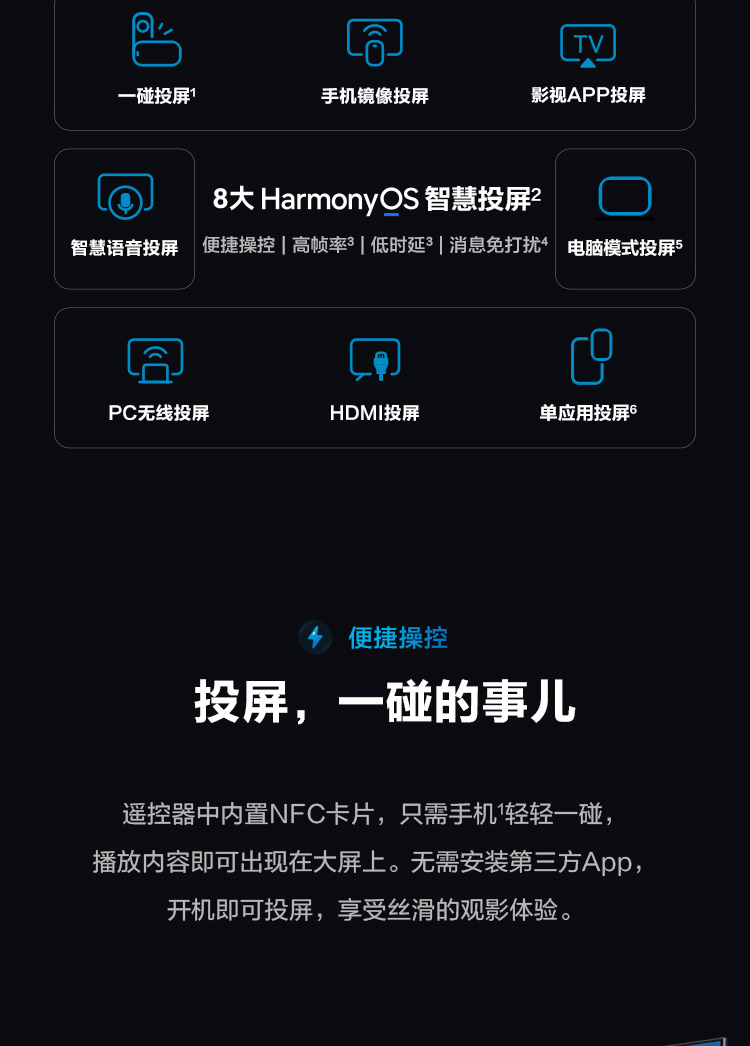 一碰投屏¹
手机镜像投屏
TV
影视APP投屏
智慧语音投屏
8大 HarmonyOS 智慧投屏²
便捷操控 | 高帧率³ | 低时延³ | 消息免打扰⁴
电脑模式投屏⁵
PC无线投屏
HDMI投屏
单应用投屏⁶
便捷操控
投屏，一碰的事儿
遥控器中内置NFC卡片，只需手机¹轻轻一碰，
播放内容即可出现在大屏上。无需安装第三方App，
开机即可投屏，享受丝滑的观影体验。